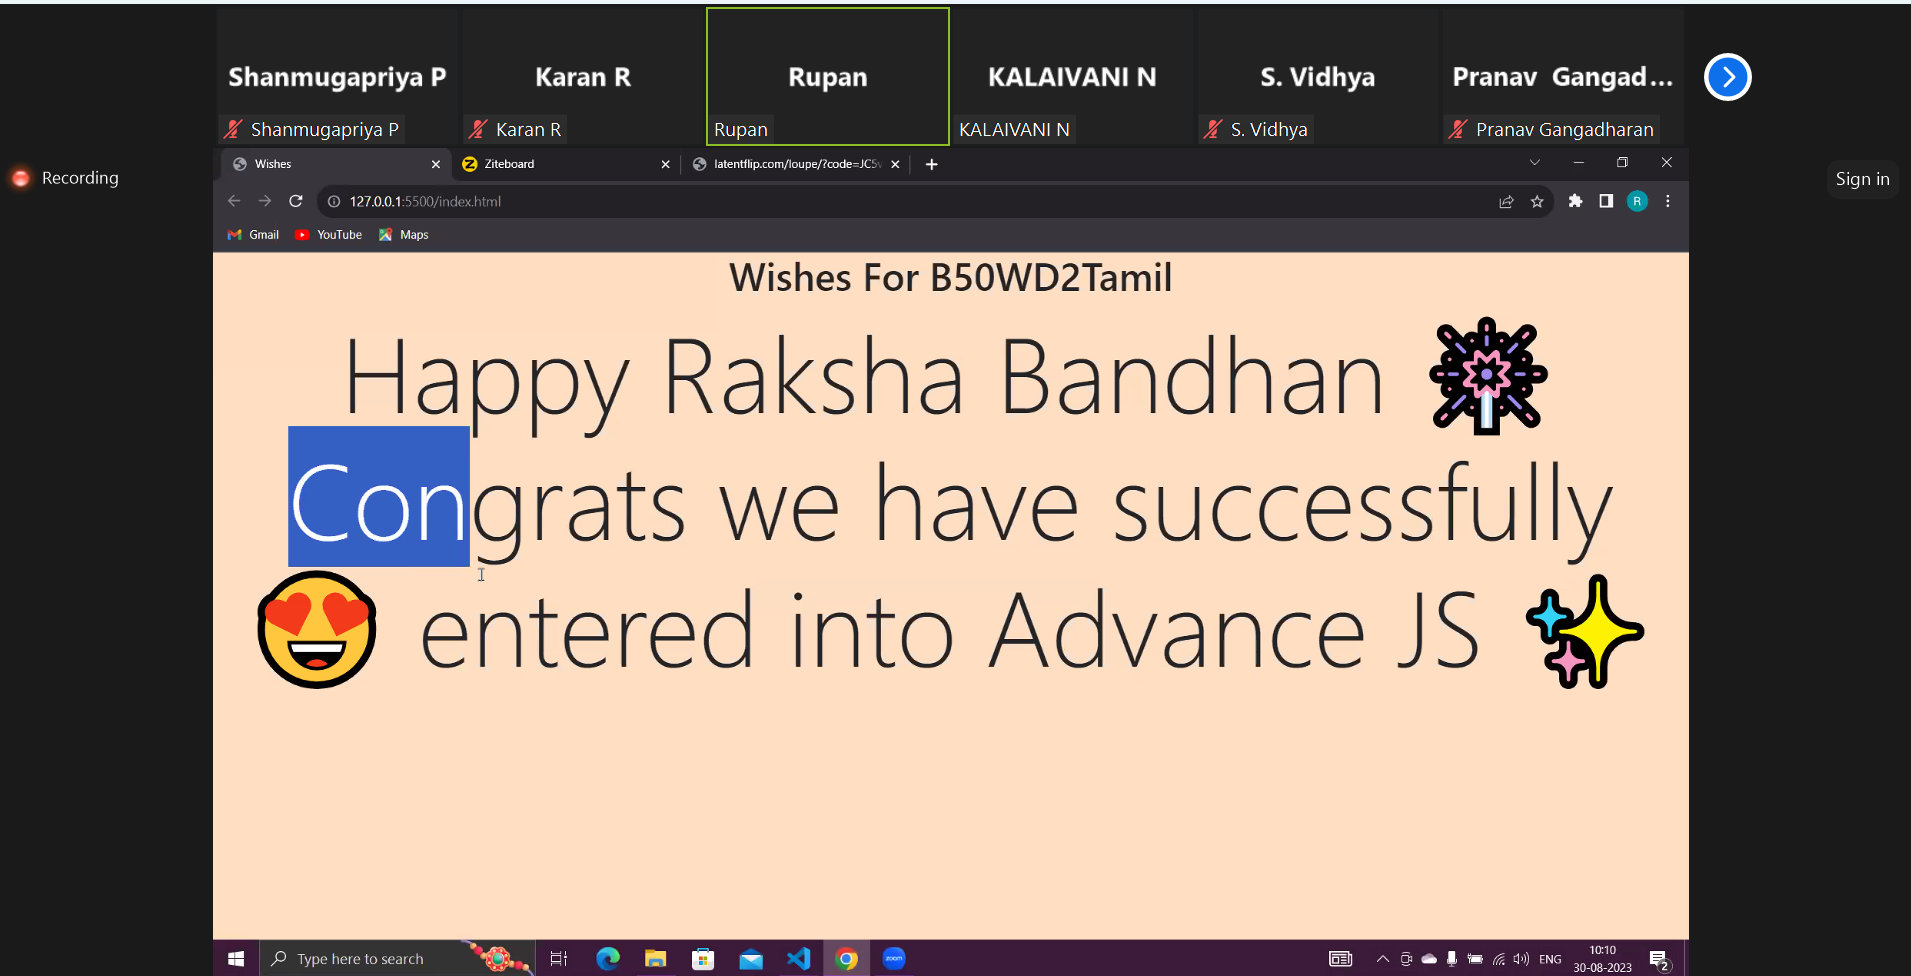 Shanmugapriya P
Karan R
Rupan
KALAIVANI N
S. Vidhya
Pranav Gangad...
Shanmugapriya P
Karan R
Rupan
KALAIVANI N
S. Vidhya
Pranav Gangadharan
Recording
Sign in
Wishes
Ziteboard
latentflip.com/loupe/?code=JC5
127.0.0.1:5500/index.html
R
Gmail
YouTube
Maps
Wishes For B50WD2Tamil
Happy Raksha Bandhan
Congrats we have successfully
entered into Advance JS
Type here to search
zoom
ENG
10:10
30-08-2023
2